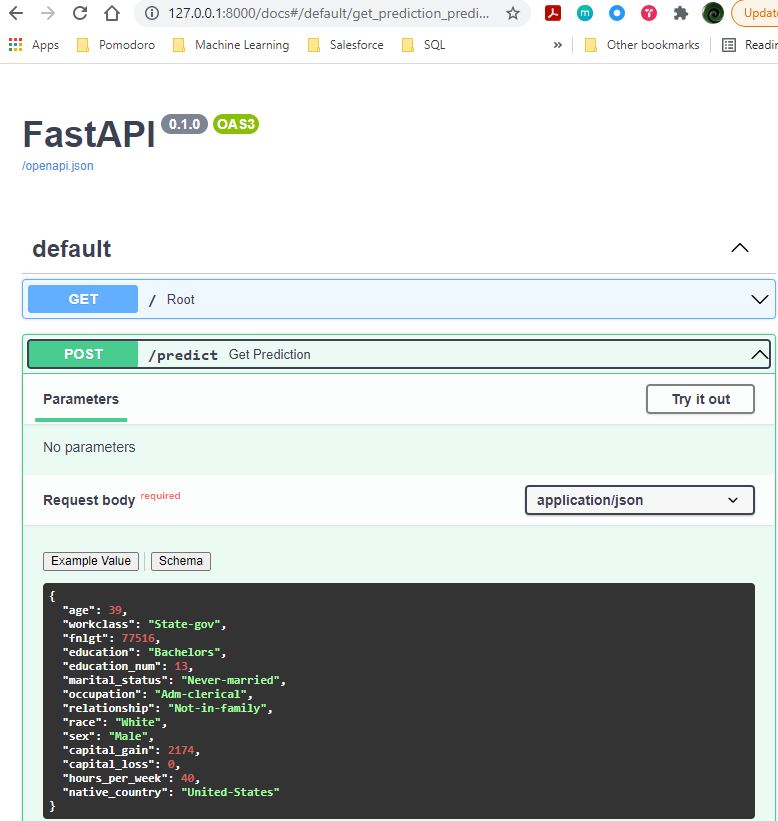 127.0.0.1:8000/docs#/default/get_prediction_predi...
Update
Apps Pomodoro Machine Learning Salesforce SQL » Other bookmarks
FastAPI 0.1.0 OAS3
/openapi.json
default
GET / Root
POST /predict Get Prediction
Parameters Try it out
No parameters
Request body required application/json
Example Value Schema
{
"age": 39,
"workclass": "State-gov",
"fnlgt": 77516,
"education": "Bachelors",
"education_num": 13,
"marital_status": "Never-married",
"occupation": "Adm-clerical",
"relationship": "Not-in-family",
"race": "White",
"sex": "Male",
"capital_gain": 2174,
"capital_loss": 0,
"hours_per_week": 40,
"native_country": "United-States"
}